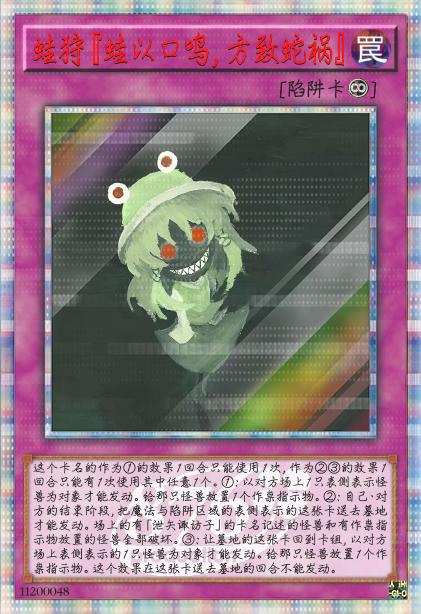 蛙狩『蛙以口鸣，方致蛇祸』 罠
[陷阱卡♾]
这个卡名的作为①的效果1回合只能使用1次，作为②③的效果1
回合只能有1次使用其中任意1个。①：以对方场上1只表侧表示怪
兽为对象才能发动。给那只怪兽放置1个作祟指示物。②：自己·对
方的结束阶段，把魔法与陷阱区域的表侧表示的这张卡送去墓地
才能发动。场上的有「泄矢诹访子」的卡名记述的怪兽和有作祟指
示物放置的怪兽全部破坏。③：让墓地的这张卡回到卡组，以对方
场上表侧表示的1只怪兽为对象才能发动。给那只怪兽放置1个作
祟指示物。这个效果在这张卡送去墓地的回合不能发动。
11200048